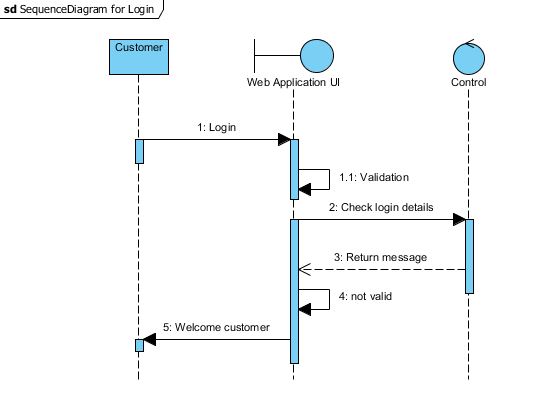 sd SequenceDiagram for Login
Customer
Web Application UI
Control
1: Login
1.1: Validation
2: Check login details
3: Return message
4: not valid
5: Welcome customer